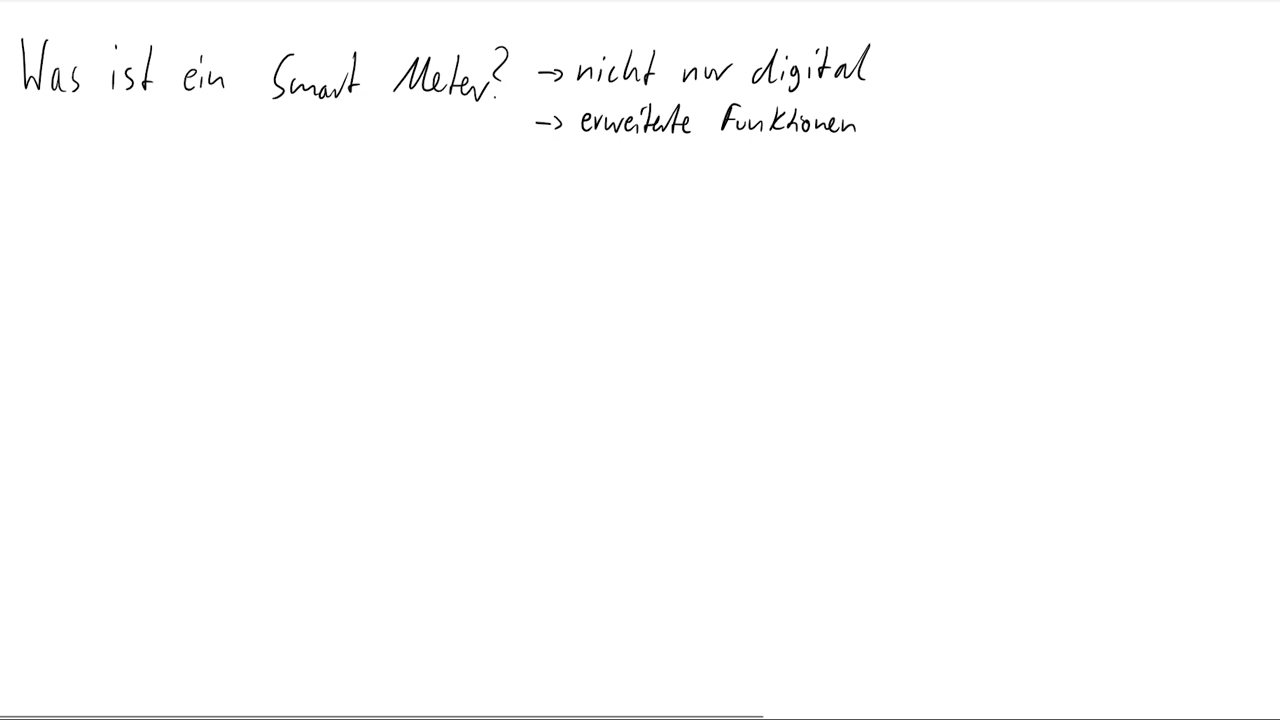 Was ist ein Smart Meter? → nicht nur digital
→ erweiterte Funktionen